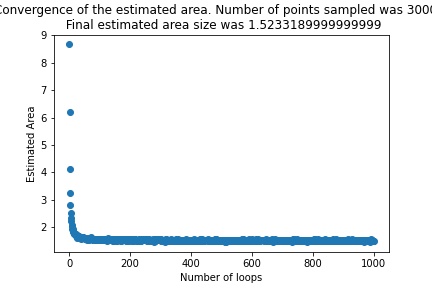 Convergence of the estimated area. Number of points sampled was 3000
Final estimated area size was 1.5233189999999999
9
8
7
6
5
4
3
2
Estimated Area
0 200 400 600 800 1000
Number of loops